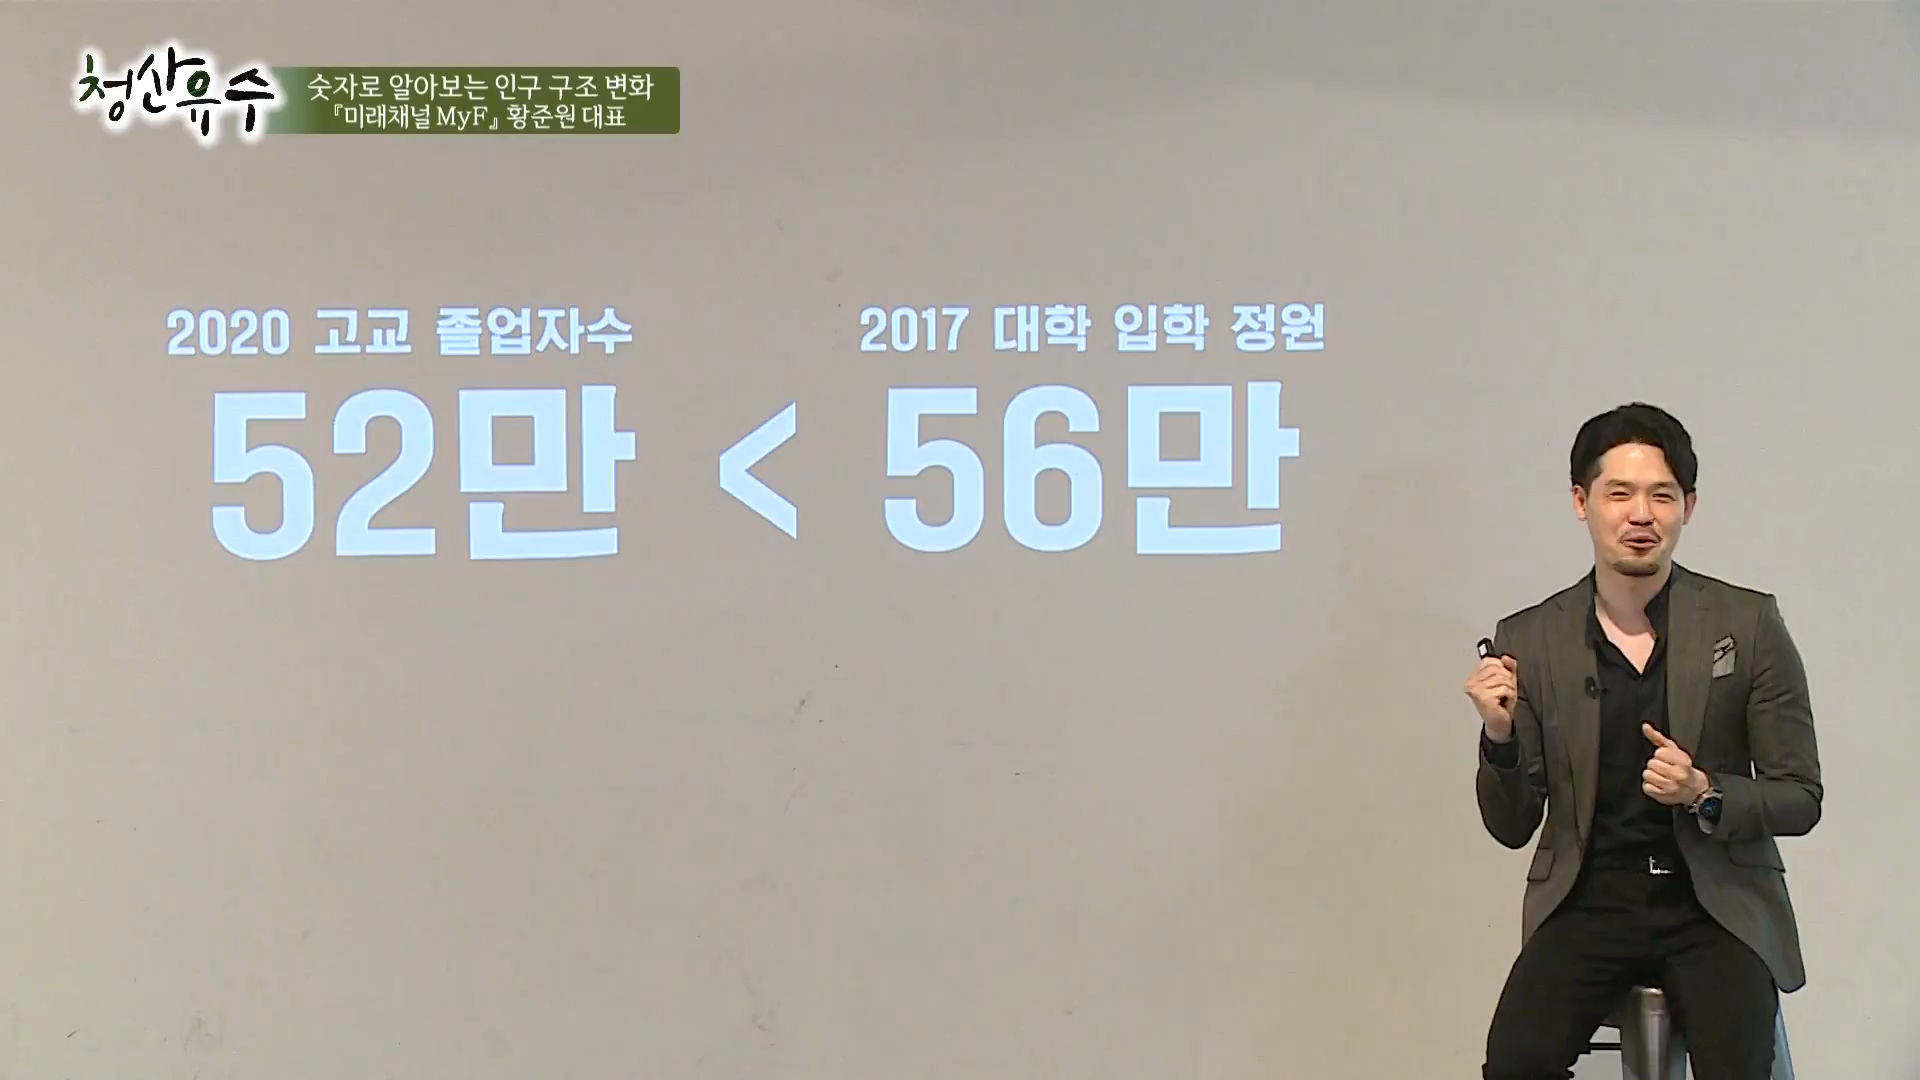 청산유수
숫자로 알아보는 인구 구조 변화
『미래채널 MyF』 황준원 대표
2020 고교 졸업자수
2017 대학 입학 정원
52만 < 56만